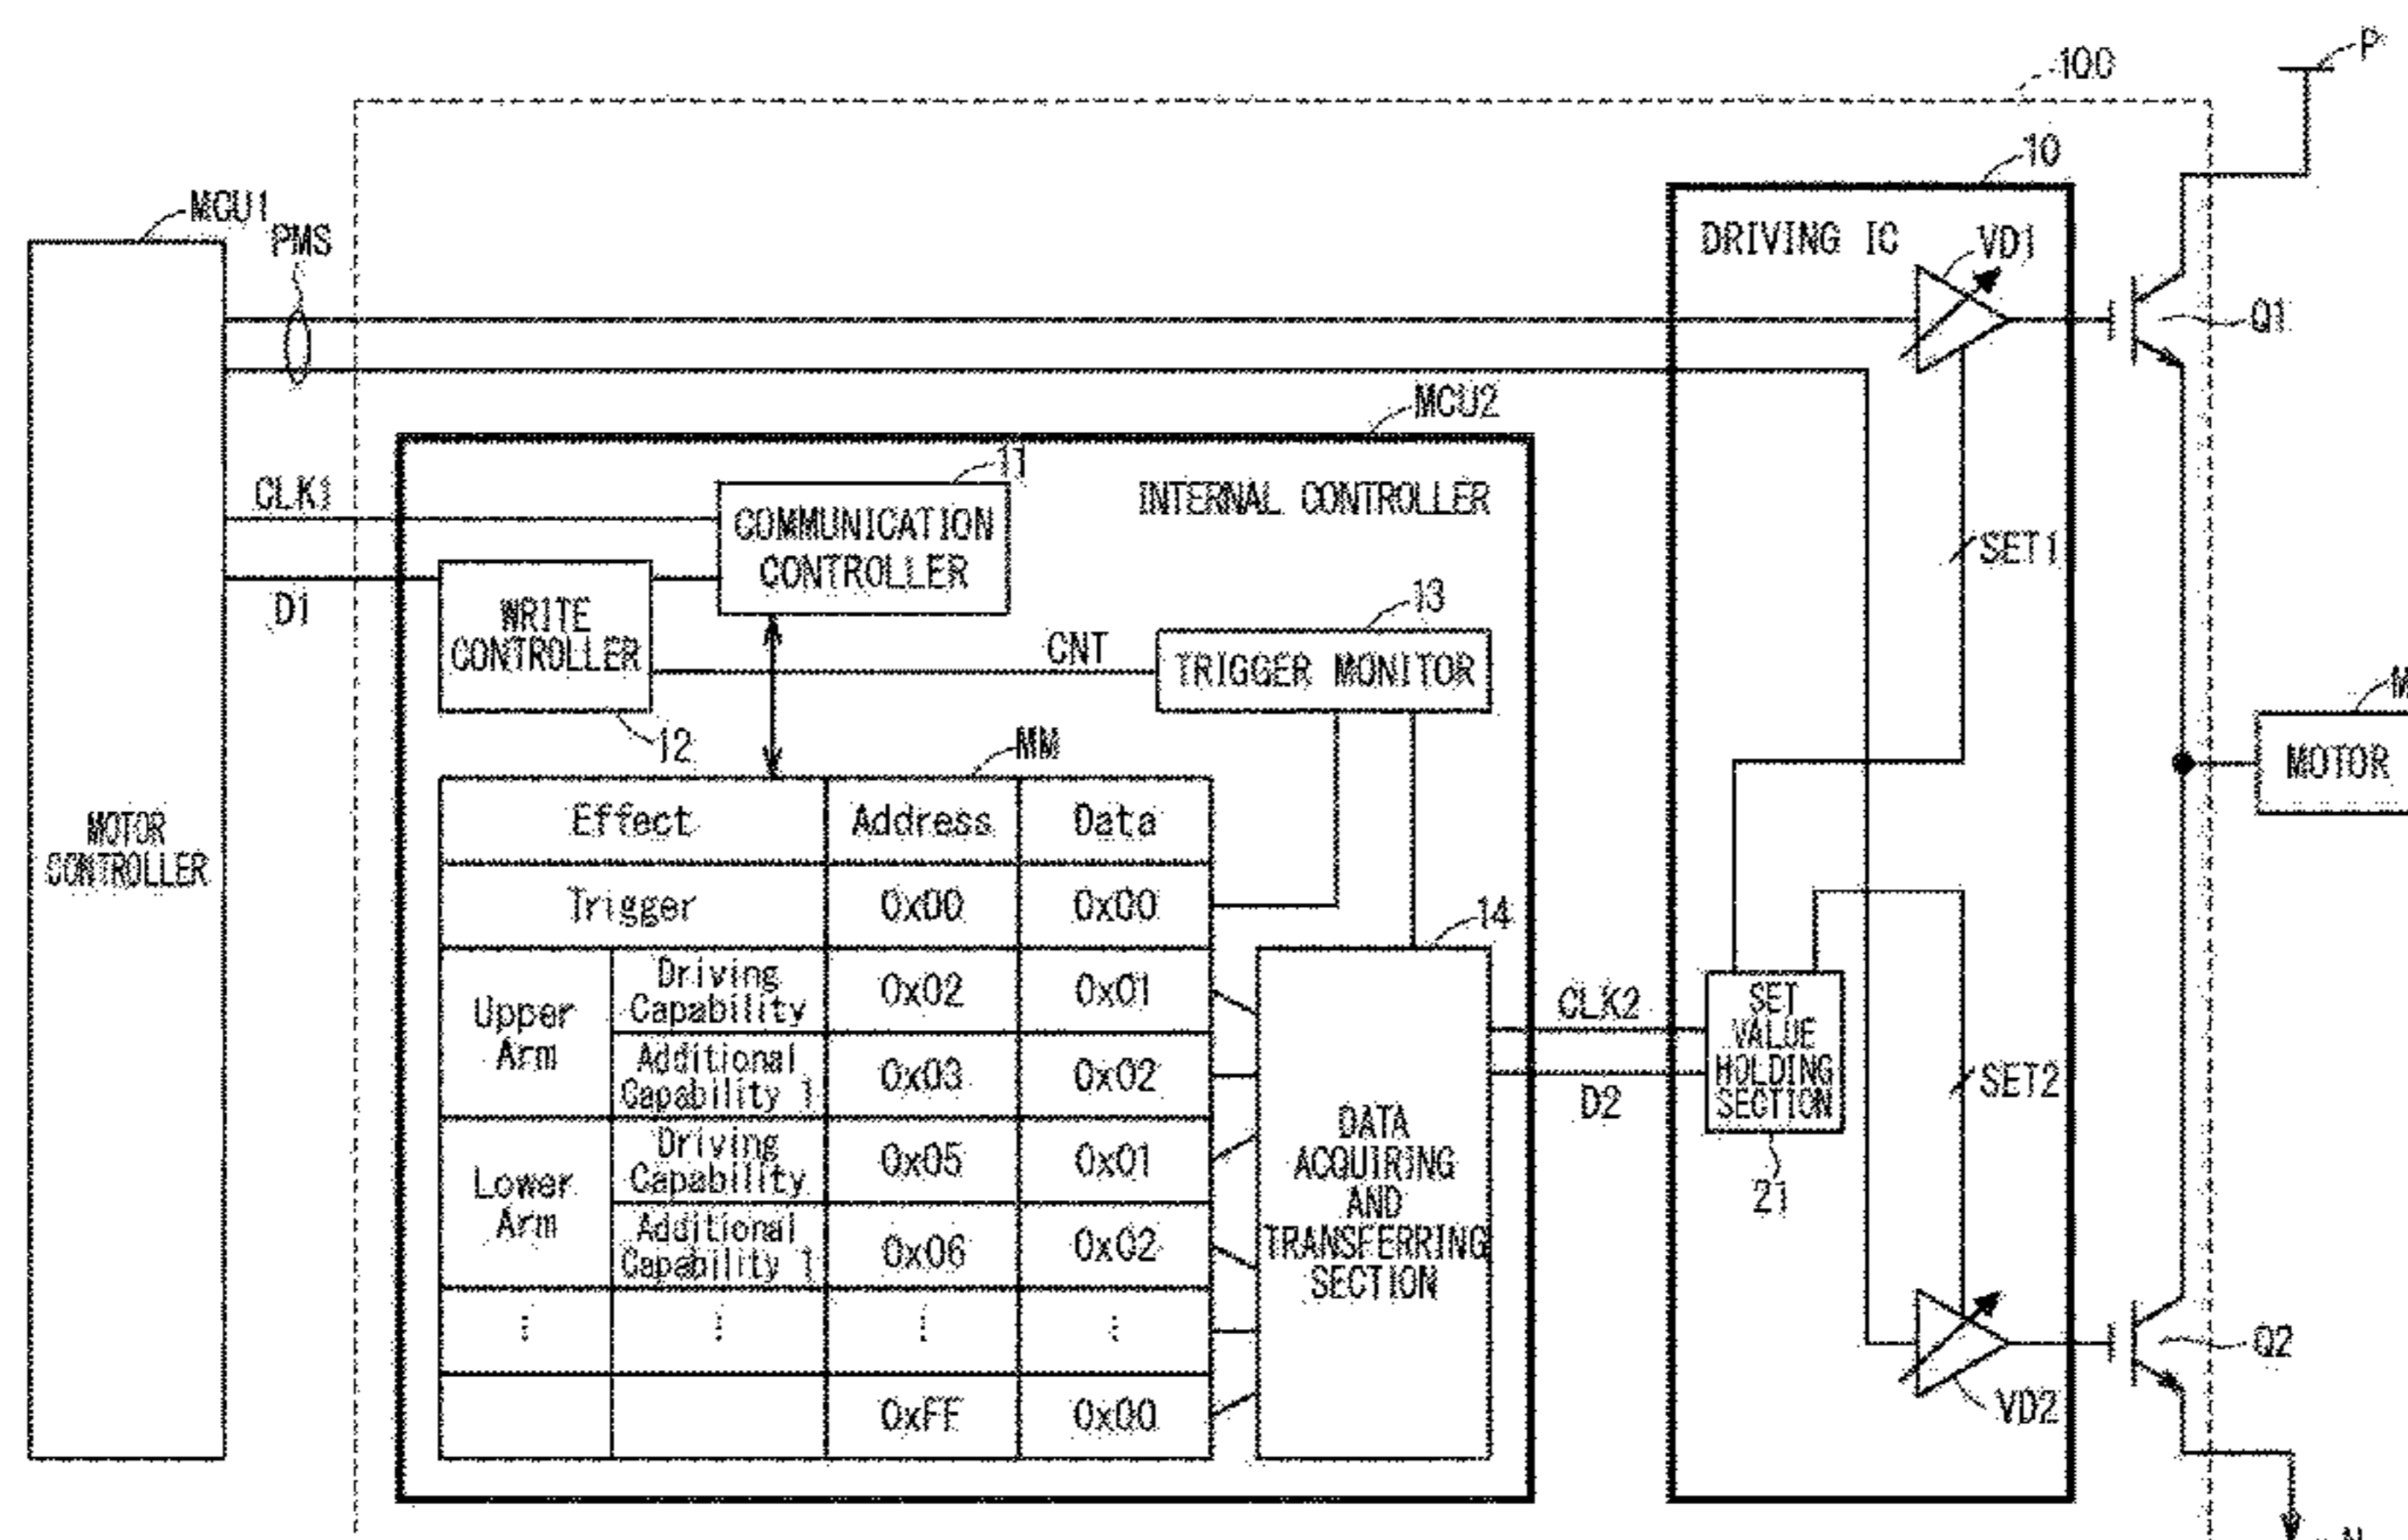 P
100
10
MCU1
PMS
DRIVING IC
VD1
Q1
MCU2
11
CLK1
COMMUNICATION
CONTROLLER
INTERNAL CONTROLLER
SET1
D1
WRITE
CONTROLLER
13
CNT
TRIGGER MONITOR
12
MM
M
MOTOR
MOTOR
CONTROLLER
Effect Address Data
Trigger 0x00 0x00
14
Upper
Arm
Driving
Capability
0x02 0x01
Additional
Capability 1
0x03 0x02
Lower
Arm
Driving
Capability
0x05 0x01
Additional
Capability 1
0x06 0x02
⋮ ⋮ ⋮ ⋮
0xFF 0x00
DATA
ACQUIRING
AND
TRANSFERRING
SECTION
CLK2
D2
SET
VALUE
HOLDING
SECTION
21
SET2
Q2
VD2
N